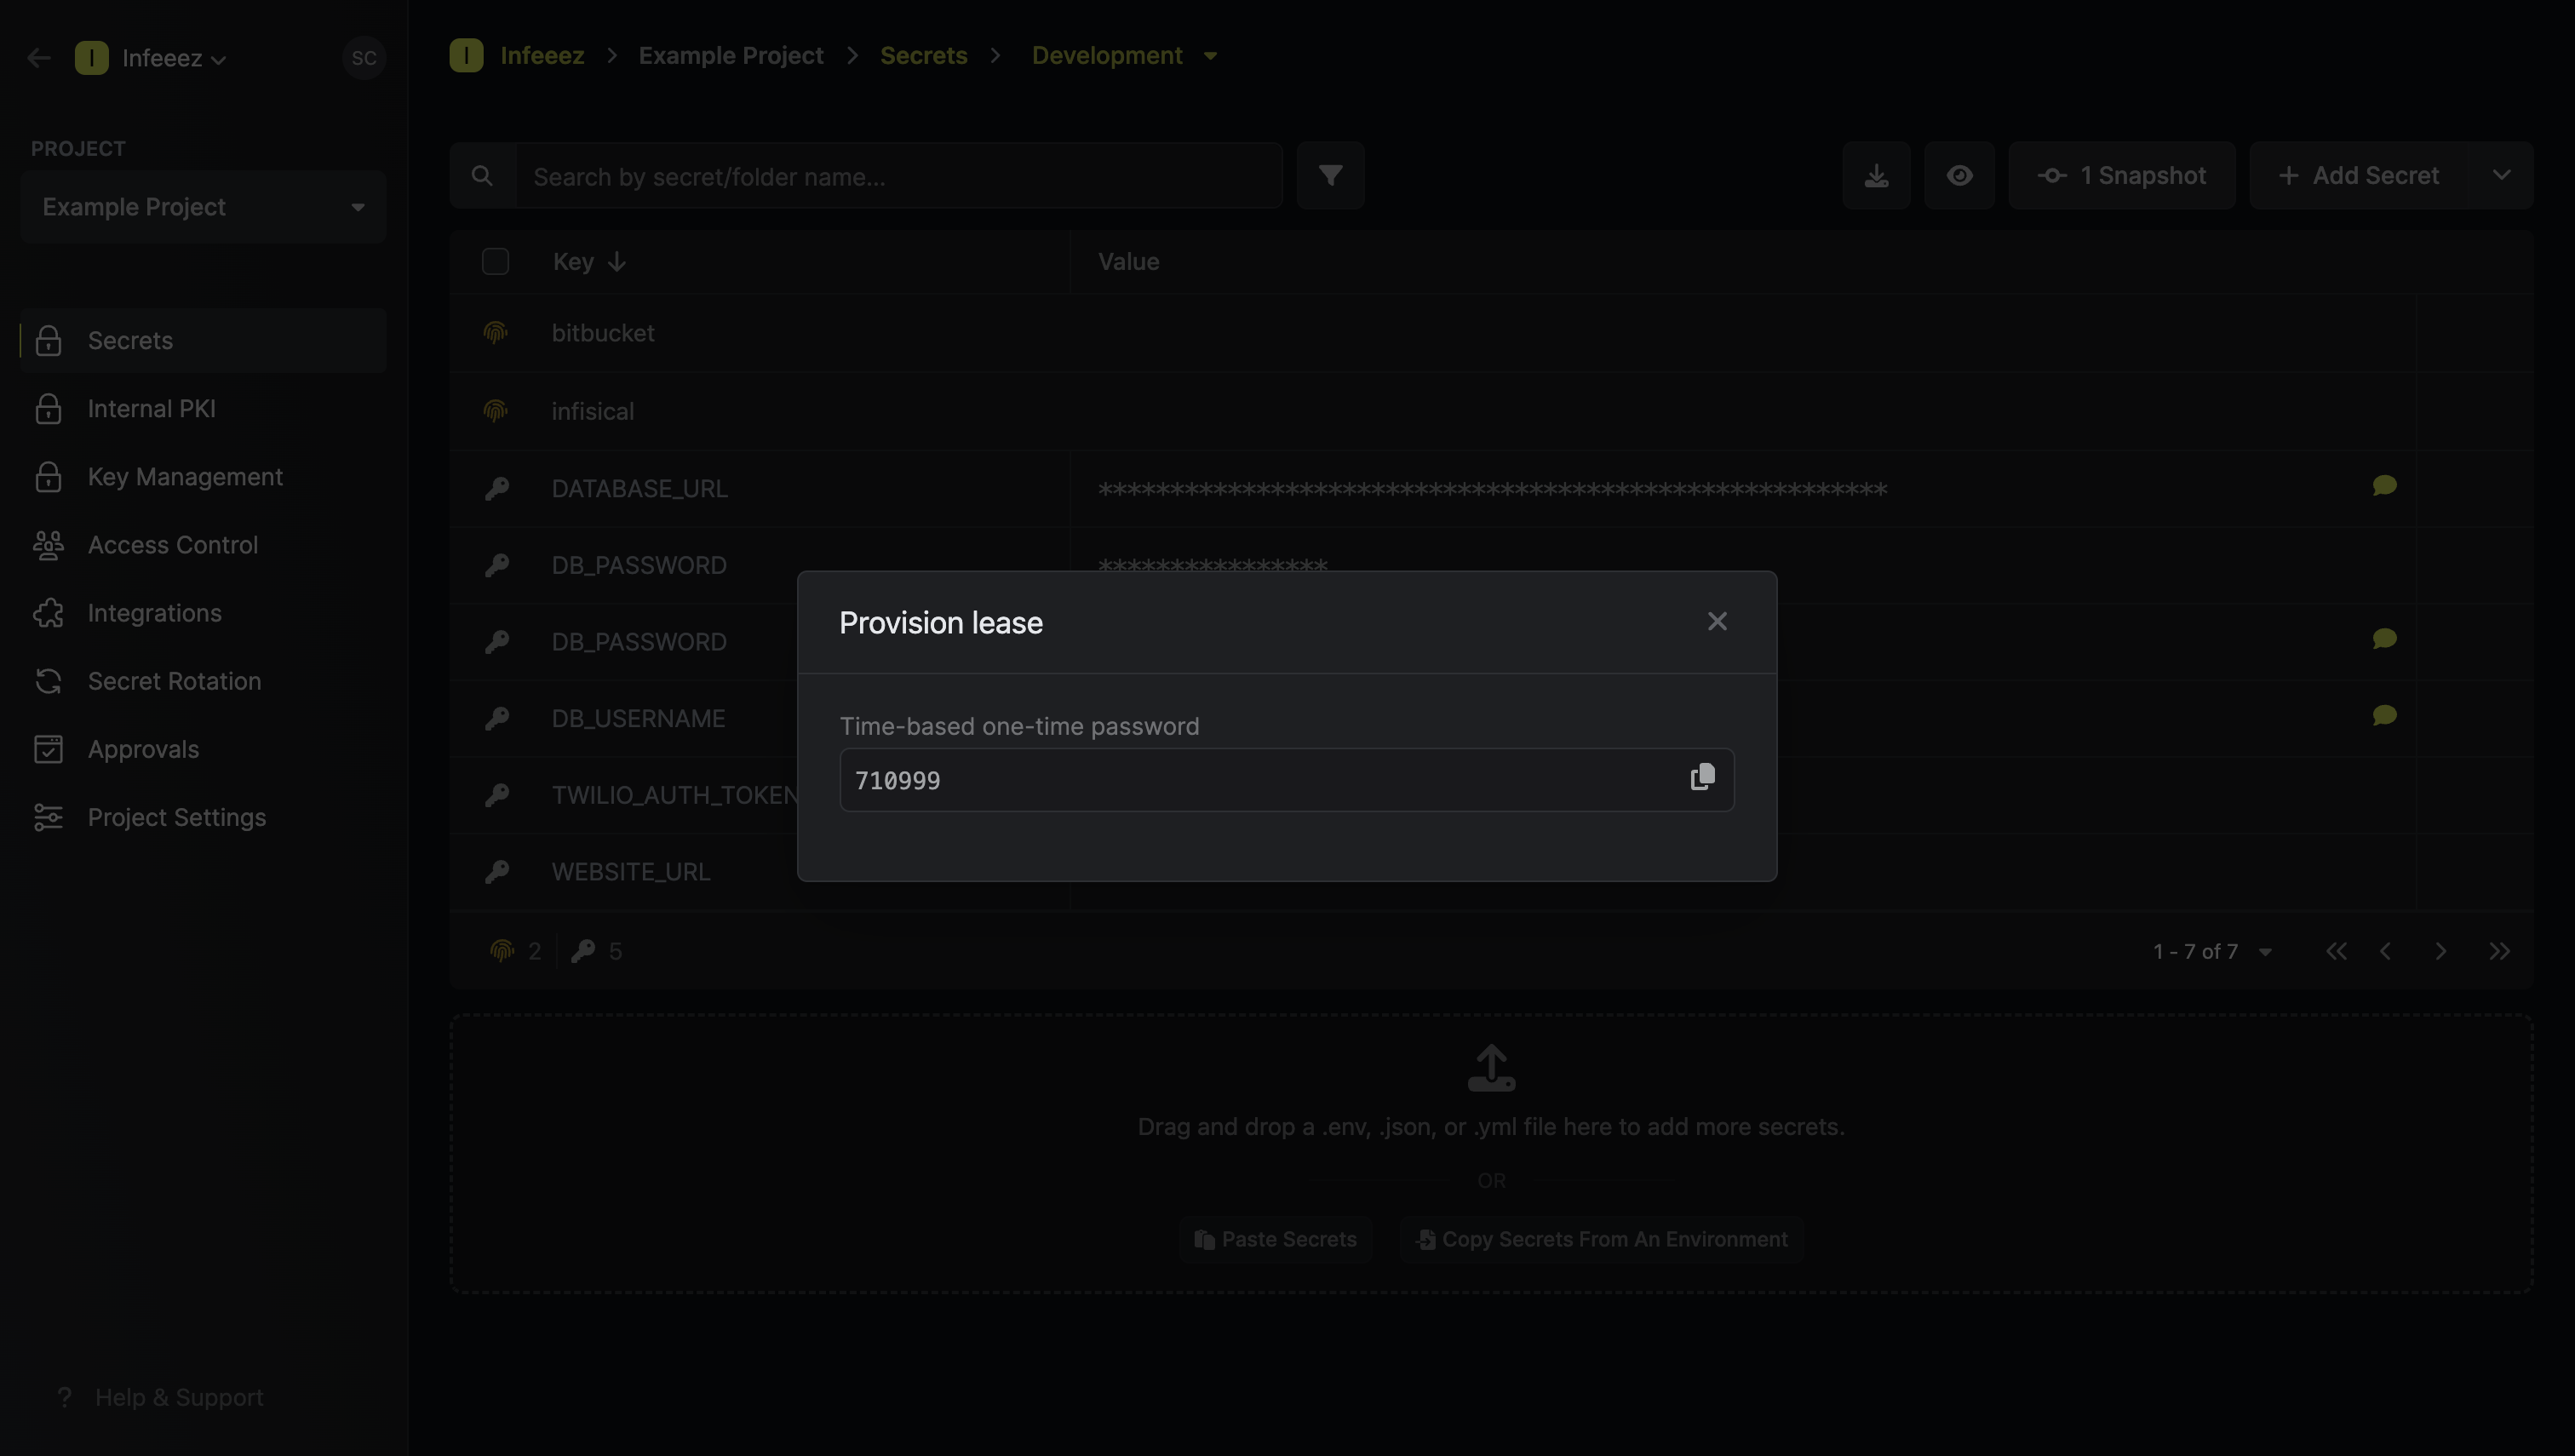 I Infeeez SC
PROJECT
Example Project
Secrets
Internal PKI
Key Management
Access Control
Integrations
Secret Rotation
Approvals
Project Settings
? Help & Support
I Infeeez > Example Project > Secrets > Development
Search by secret/folder name...
1 Snapshot
+ Add Secret
Key Value
bitbucket
infisical
DATABASE_URL *******************************************************
DB_PASSWORD ****************
DB_PASSWORD
DB_USERNAME
TWILIO_AUTH_TOKEN
WEBSITE_URL
2 5
1 - 7 of 7
Provision lease
Time-based one-time password
710999
Drag and drop a .env, .json, or .yml file here to add more secrets.
OR
Paste Secrets
Copy Secrets From An Environment